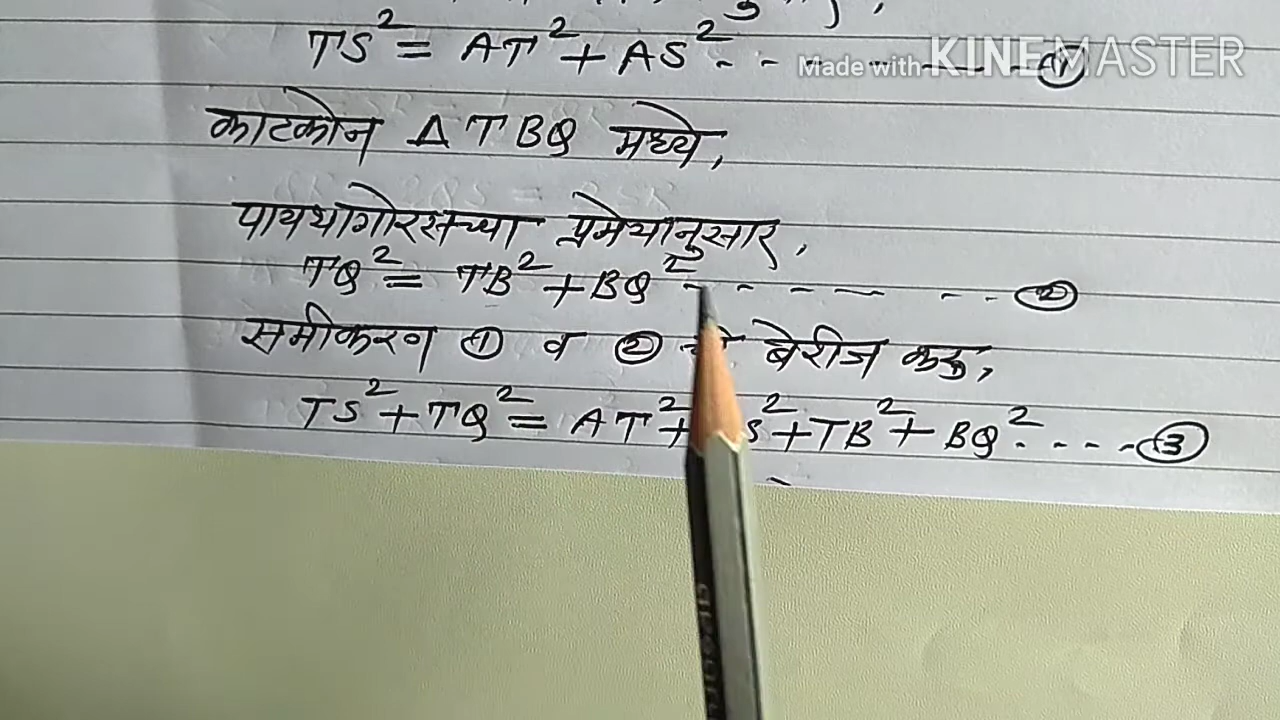 TS² = AT² + AS² - - - - - - - ①
Made with KINEMASTER
काटकोन Δ TBQ मध्ये,
पायथागोरसच्या प्रमेयानुसार,
TQ² = TB² + BQ² - - - - - - - ②
समीकरण ① व ② ची बेरीज करू,
TS² + TQ² = AT² + S² + TB² + BQ² - - - - ③